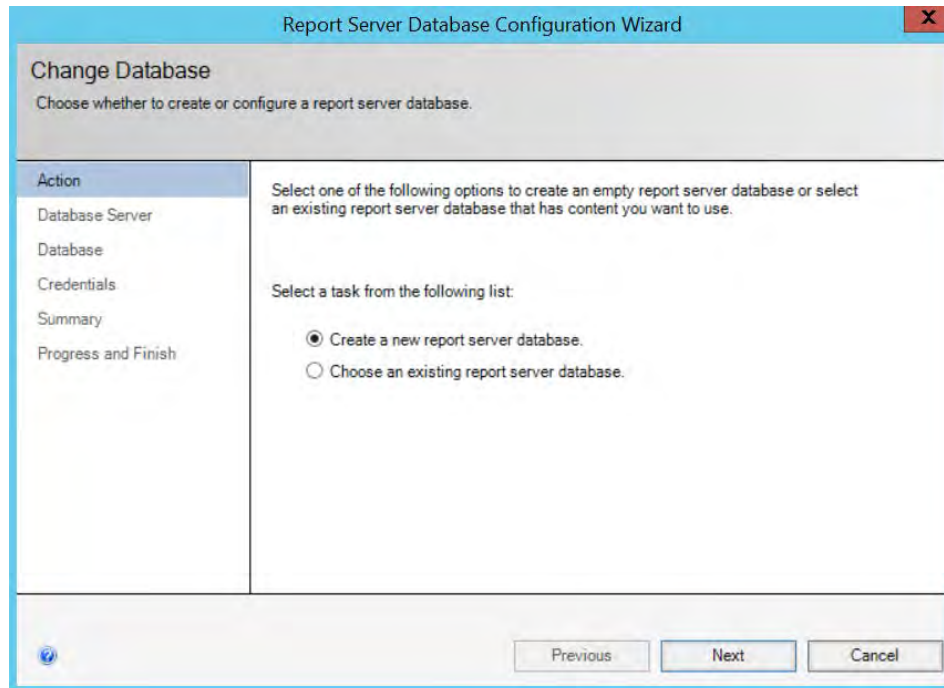 Report Server Database Configuration Wizard
X
Change Database
Choose whether to create or configure a report server database.
Action
Database Server
Database
Credentials
Summary
Progress and Finish
Select one of the following options to create an empty report server database or select
an existing report server database that has content you want to use.
Select a task from the following list:
Create a new report server database.
Choose an existing report server database.
?
Previous
Next
Cancel